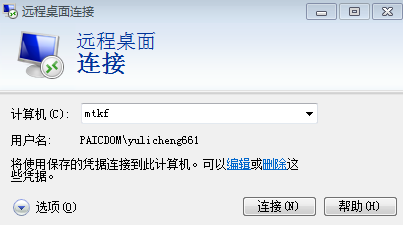 远程桌面连接
远程桌面
连接
计算机(C): mtkf
用户名: PAICDOM\yulicheng661
将使用保存的凭据连接到此计算机。可以编辑或删除这
些凭据。
选项(O) 连接(N) 帮助(H)